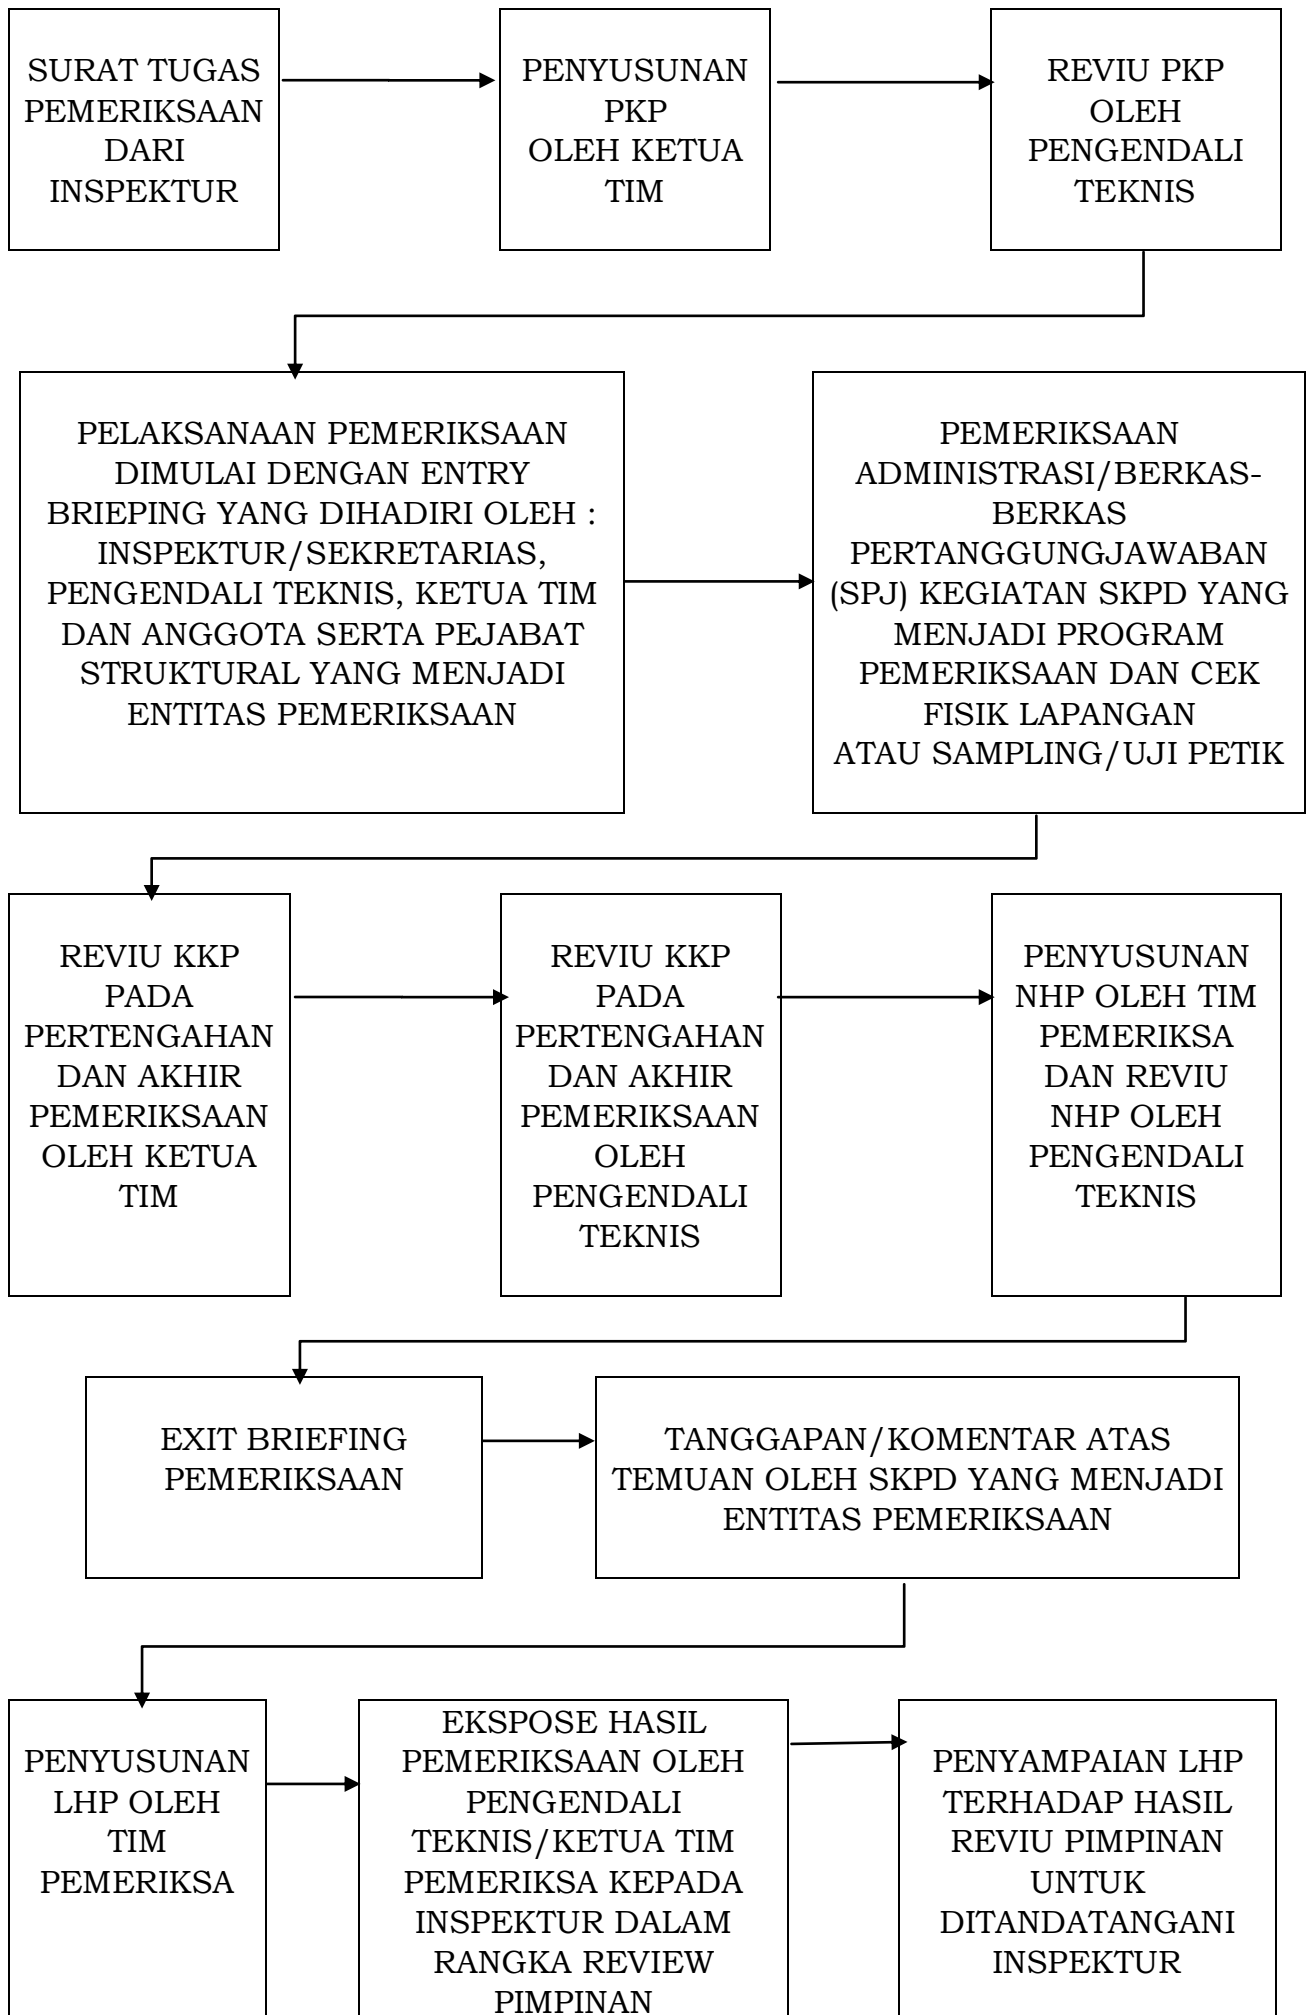 SURAT TUGAS
PEMERIKSAAN
DARI
INSPEKTUR
PENYUSUNAN
PKP
OLEH KETUA
TIM
REVIU PKP
OLEH
PENGENDALI
TEKNIS
PELAKSANAAN PEMERIKSAAN
DIMULAI DENGAN ENTRY
BRIEPING YANG DIHADIRI OLEH :
INSPEKTUR/SEKRETARIAS,
PENGENDALI TEKNIS, KETUA TIM
DAN ANGGOTA SERTA PEJABAT
STRUKTURAL YANG MENJADI
ENTITAS PEMERIKSAAN
PEMERIKSAAN
ADMINISTRASI/BERKAS-
BERKAS
PERTANGGUNGJAWABAN
(SPJ) KEGIATAN SKPD YANG
MENJADI PROGRAM
PEMERIKSAAN DAN CEK
FISIK LAPANGAN
ATAU SAMPLING/UJI PETIK
REVIU KKP
PADA
PERTENGAHAN
DAN AKHIR
PEMERIKSAAN
OLEH KETUA
TIM
REVIU KKP
PADA
PERTENGAHAN
DAN AKHIR
PEMERIKSAAN
OLEH
PENGENDALI
TEKNIS
PENYUSUNAN
NHP OLEH TIM
PEMERIKSA
DAN REVIU
NHP OLEH
PENGENDALI
TEKNIS
EXIT BRIEFING
PEMERIKSAAN
TANGGAPAN/KOMENTAR ATAS
TEMUAN OLEH SKPD YANG MENJADI
ENTITAS PEMERIKSAAN
PENYUSUNAN
LHP OLEH
TIM
PEMERIKSA
EKSPOSE HASIL
PEMERIKSAAN OLEH
PENGENDALI
TEKNIS/KETUA TIM
PEMERIKSA KEPADA
INSPEKTUR DALAM
RANGKA REVIEW
PIMPINAN
PENYAMPAIAN LHP
TERHADAP HASIL
REVIU PIMPINAN
UNTUK
DITANDATANGANI
INSPEKTUR